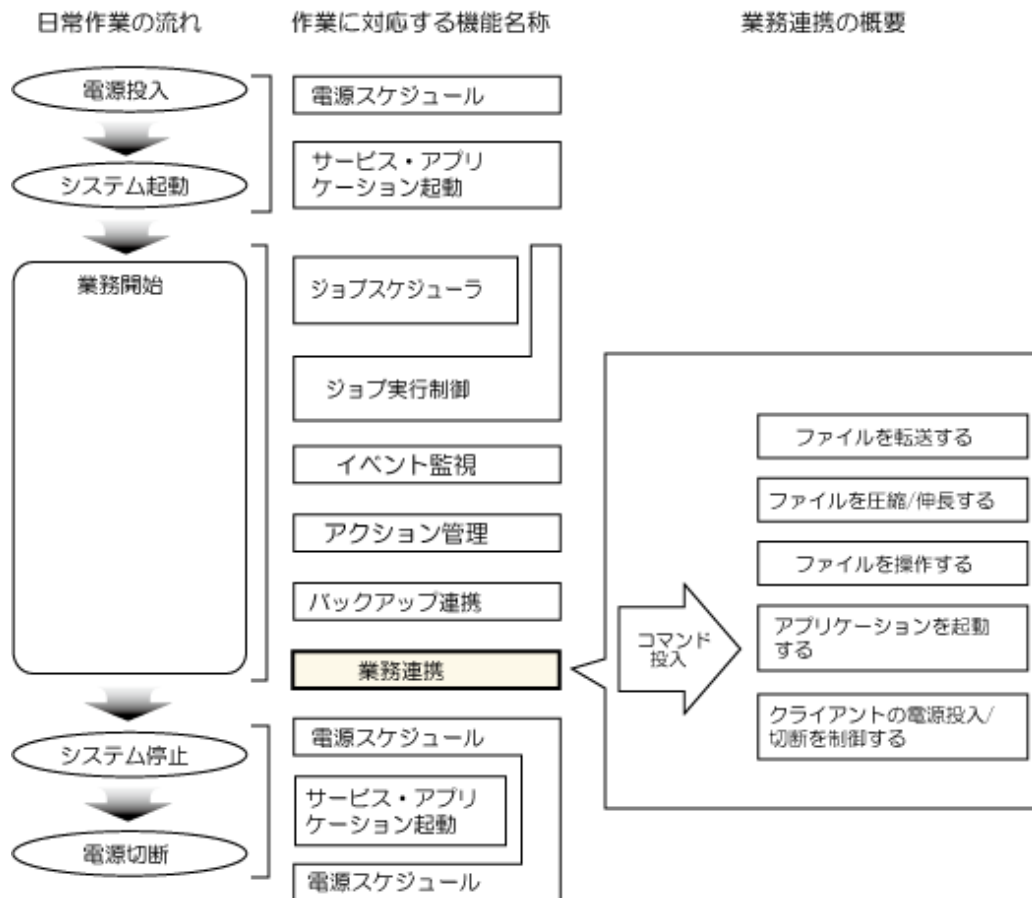 日常作業の流れ
作業に対応する機能名称
業務連携の概要
電源投入
システム起動
業務開始
システム停止
電源切断
電源スケジュール
サービス・アプリ
ケーション起動
ジョブスケジューラ
ジョブ実行制御
イベント監視
アクション管理
バックアップ連携
業務連携
電源スケジュール
サービス・アプリ
ケーション起動
電源スケジュール
コマンド
投入
ファイルを転送する
ファイルを圧縮/伸長する
ファイルを操作する
アプリケーションを起動
する
クライアントの電源投入/
切断を制御する